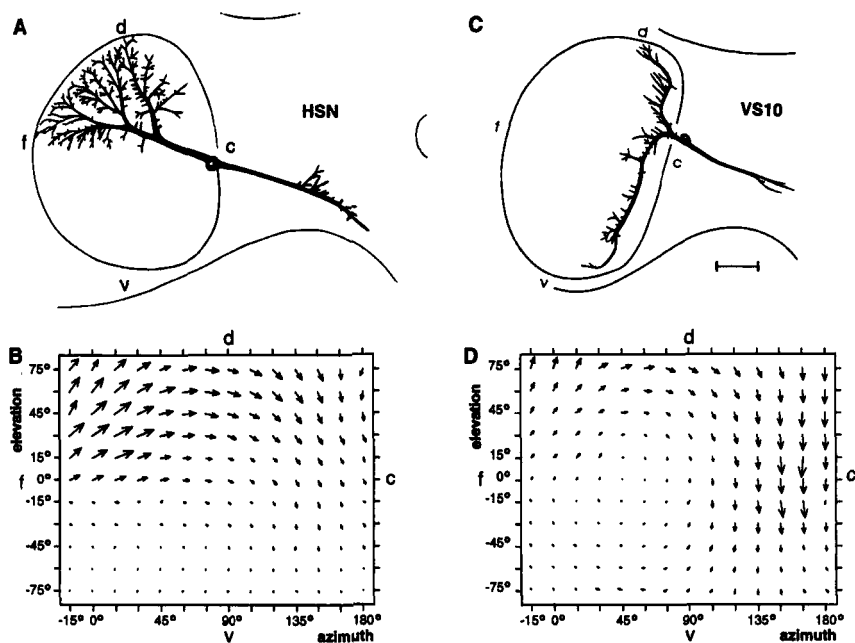 A
d
f
c
HSN
v
C
d
f
c
VS10
v
B
d
elevation
75°
45°
15°
0°
-15°
-45°
-75°
f
c
-15° 0° 45° 90° 135° 180°
v
azimuth
D
d
elevation
75°
45°
15°
0°
-15°
-45°
-75°
f
c
-15° 0° 45° 90° 135° 180°
v
azimuth